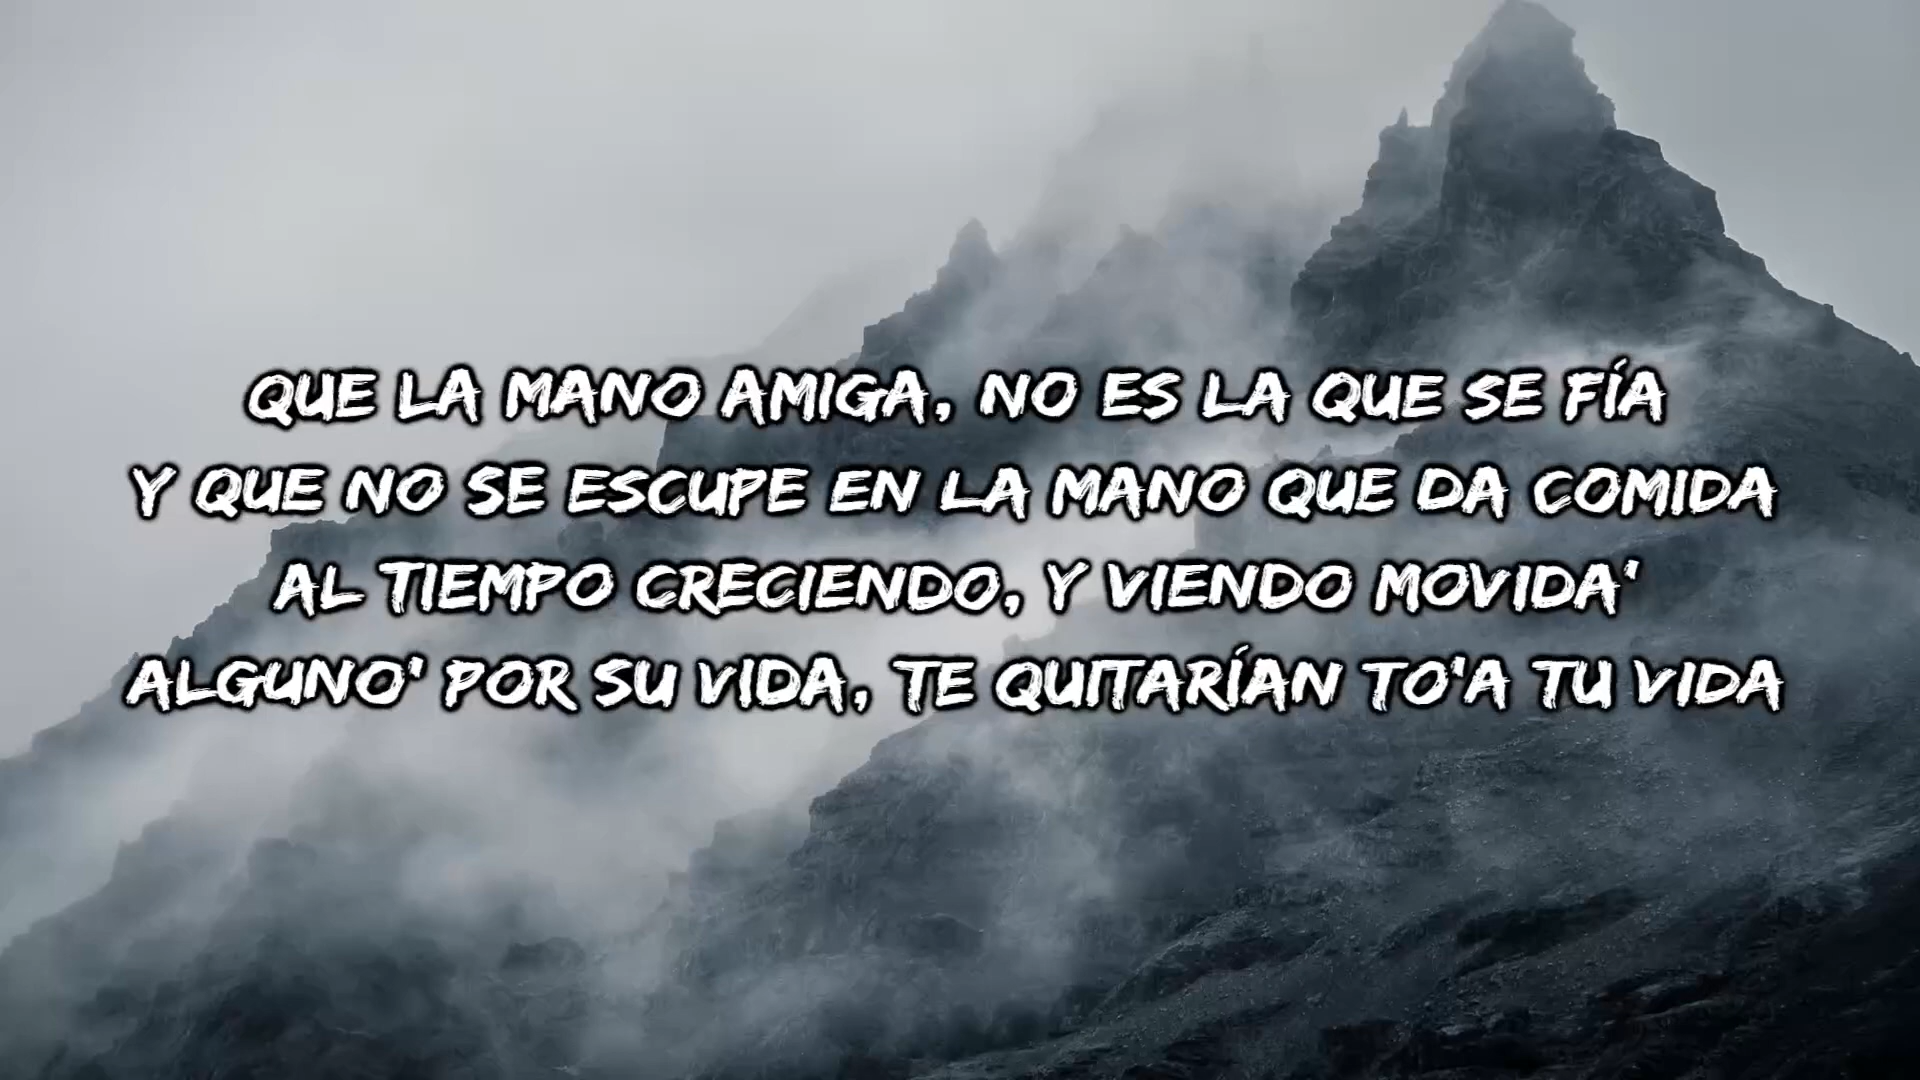 QUE LA MANO AMIGA, NO ES LA QUE SE FÍA
Y QUE NO SE ESCUPE EN LA MANO QUE DA COMIDA
AL TIEMPO CRECIENDO, Y VIENDO MOVIDA'
ALGUNO' POR SU VIDA, TE QUITARÍAN TO'A TU VIDA